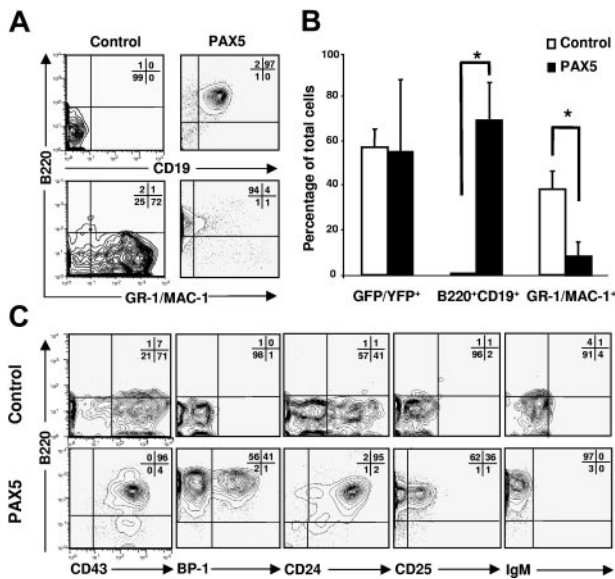 A
Control
PAX5
1 0
99 0
2 97
1 0
B220
CD19
2 1
25 72
94 4
1 1
GR-1/MAC-1
B
Percentage of total cells
100
80
60
40
20
0
*
*
Control
PAX5
GFP/YFP+
B220+CD19+
GR-1/MAC-1+
C
Control
1 7
21 71
1 0
98 1
1 1
57 41
1 1
96 2
4 1
91 4
B220
PAX5
0 96
0 4
56 41
2 1
2 95
1 2
62 36
1 1
97 0
3 0
CD43
BP-1
CD24
CD25
IgM